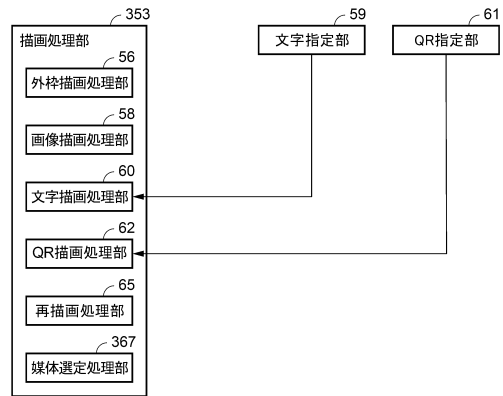 353
59
61
描画処理部
文字指定部
QR指定部
56
外枠描画処理部
58
画像描画処理部
60
文字描画処理部
62
QR描画処理部
65
再描画処理部
367
媒体選定処理部